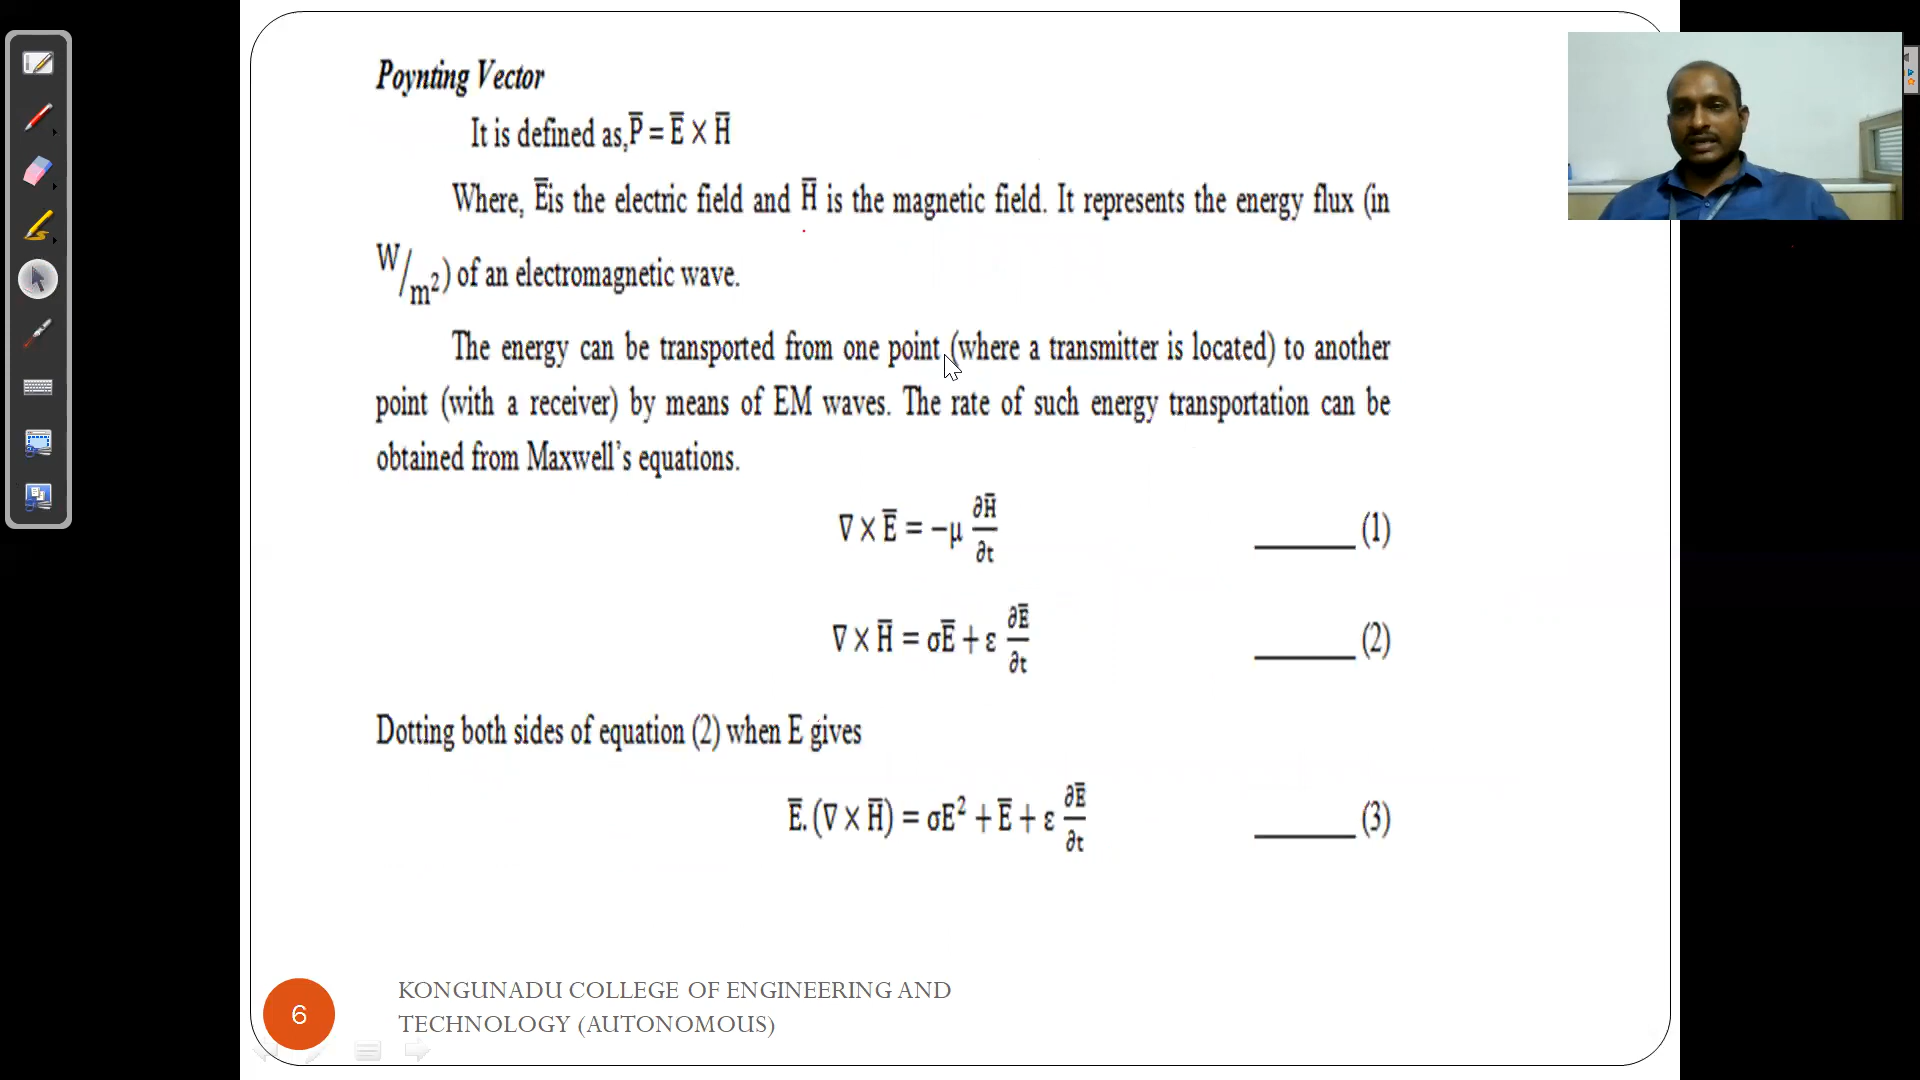 Poynting Vector
It is defined as, P̅ = E̅ × H̅
Where, E̅is the electric field and H̅ is the magnetic field. It represents the energy flux (in
W/m²) of an electromagnetic wave.
The energy can be transported from one point (where a transmitter is located) to another
point (with a receiver) by means of EM waves. The rate of such energy transportation can be
obtained from Maxwell's equations.
∇ × E̅ = −μ ∂H̅/∂t ______ (1)
∇ × H̅ = σE̅ + ε ∂E̅/∂t ______ (2)
Dotting both sides of equation (2) when E gives
E̅. (∇ × H̅) = σE² + E̅ + ε ∂E̅/∂t ______ (3)
KONGUNADU COLLEGE OF ENGINEERING AND
TECHNOLOGY (AUTONOMOUS)
6